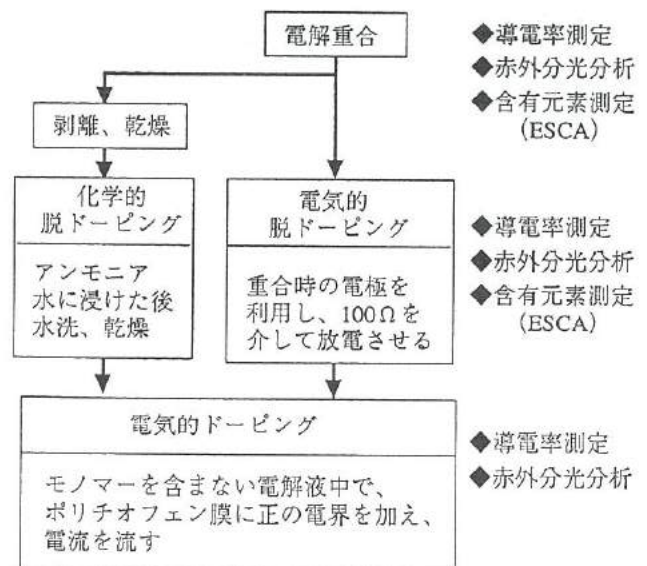 電解重合
◆導電率測定
◆赤外分光分析
◆含有元素測定
(ESCA)
剥離、乾燥
化学的
脱ドーピング
アンモニア
水に浸けた後
水洗、乾燥
電気的
脱ドーピング
重合時の電極を
利用し、100Ωを
介して放電させる
◆導電率測定
◆赤外分光分析
◆含有元素測定
(ESCA)
電気的ドーピング
モノマーを含まない電解液中で、
ポリチオフェン膜に正の電界を加え、
電流を流す
◆導電率測定
◆赤外分光分析